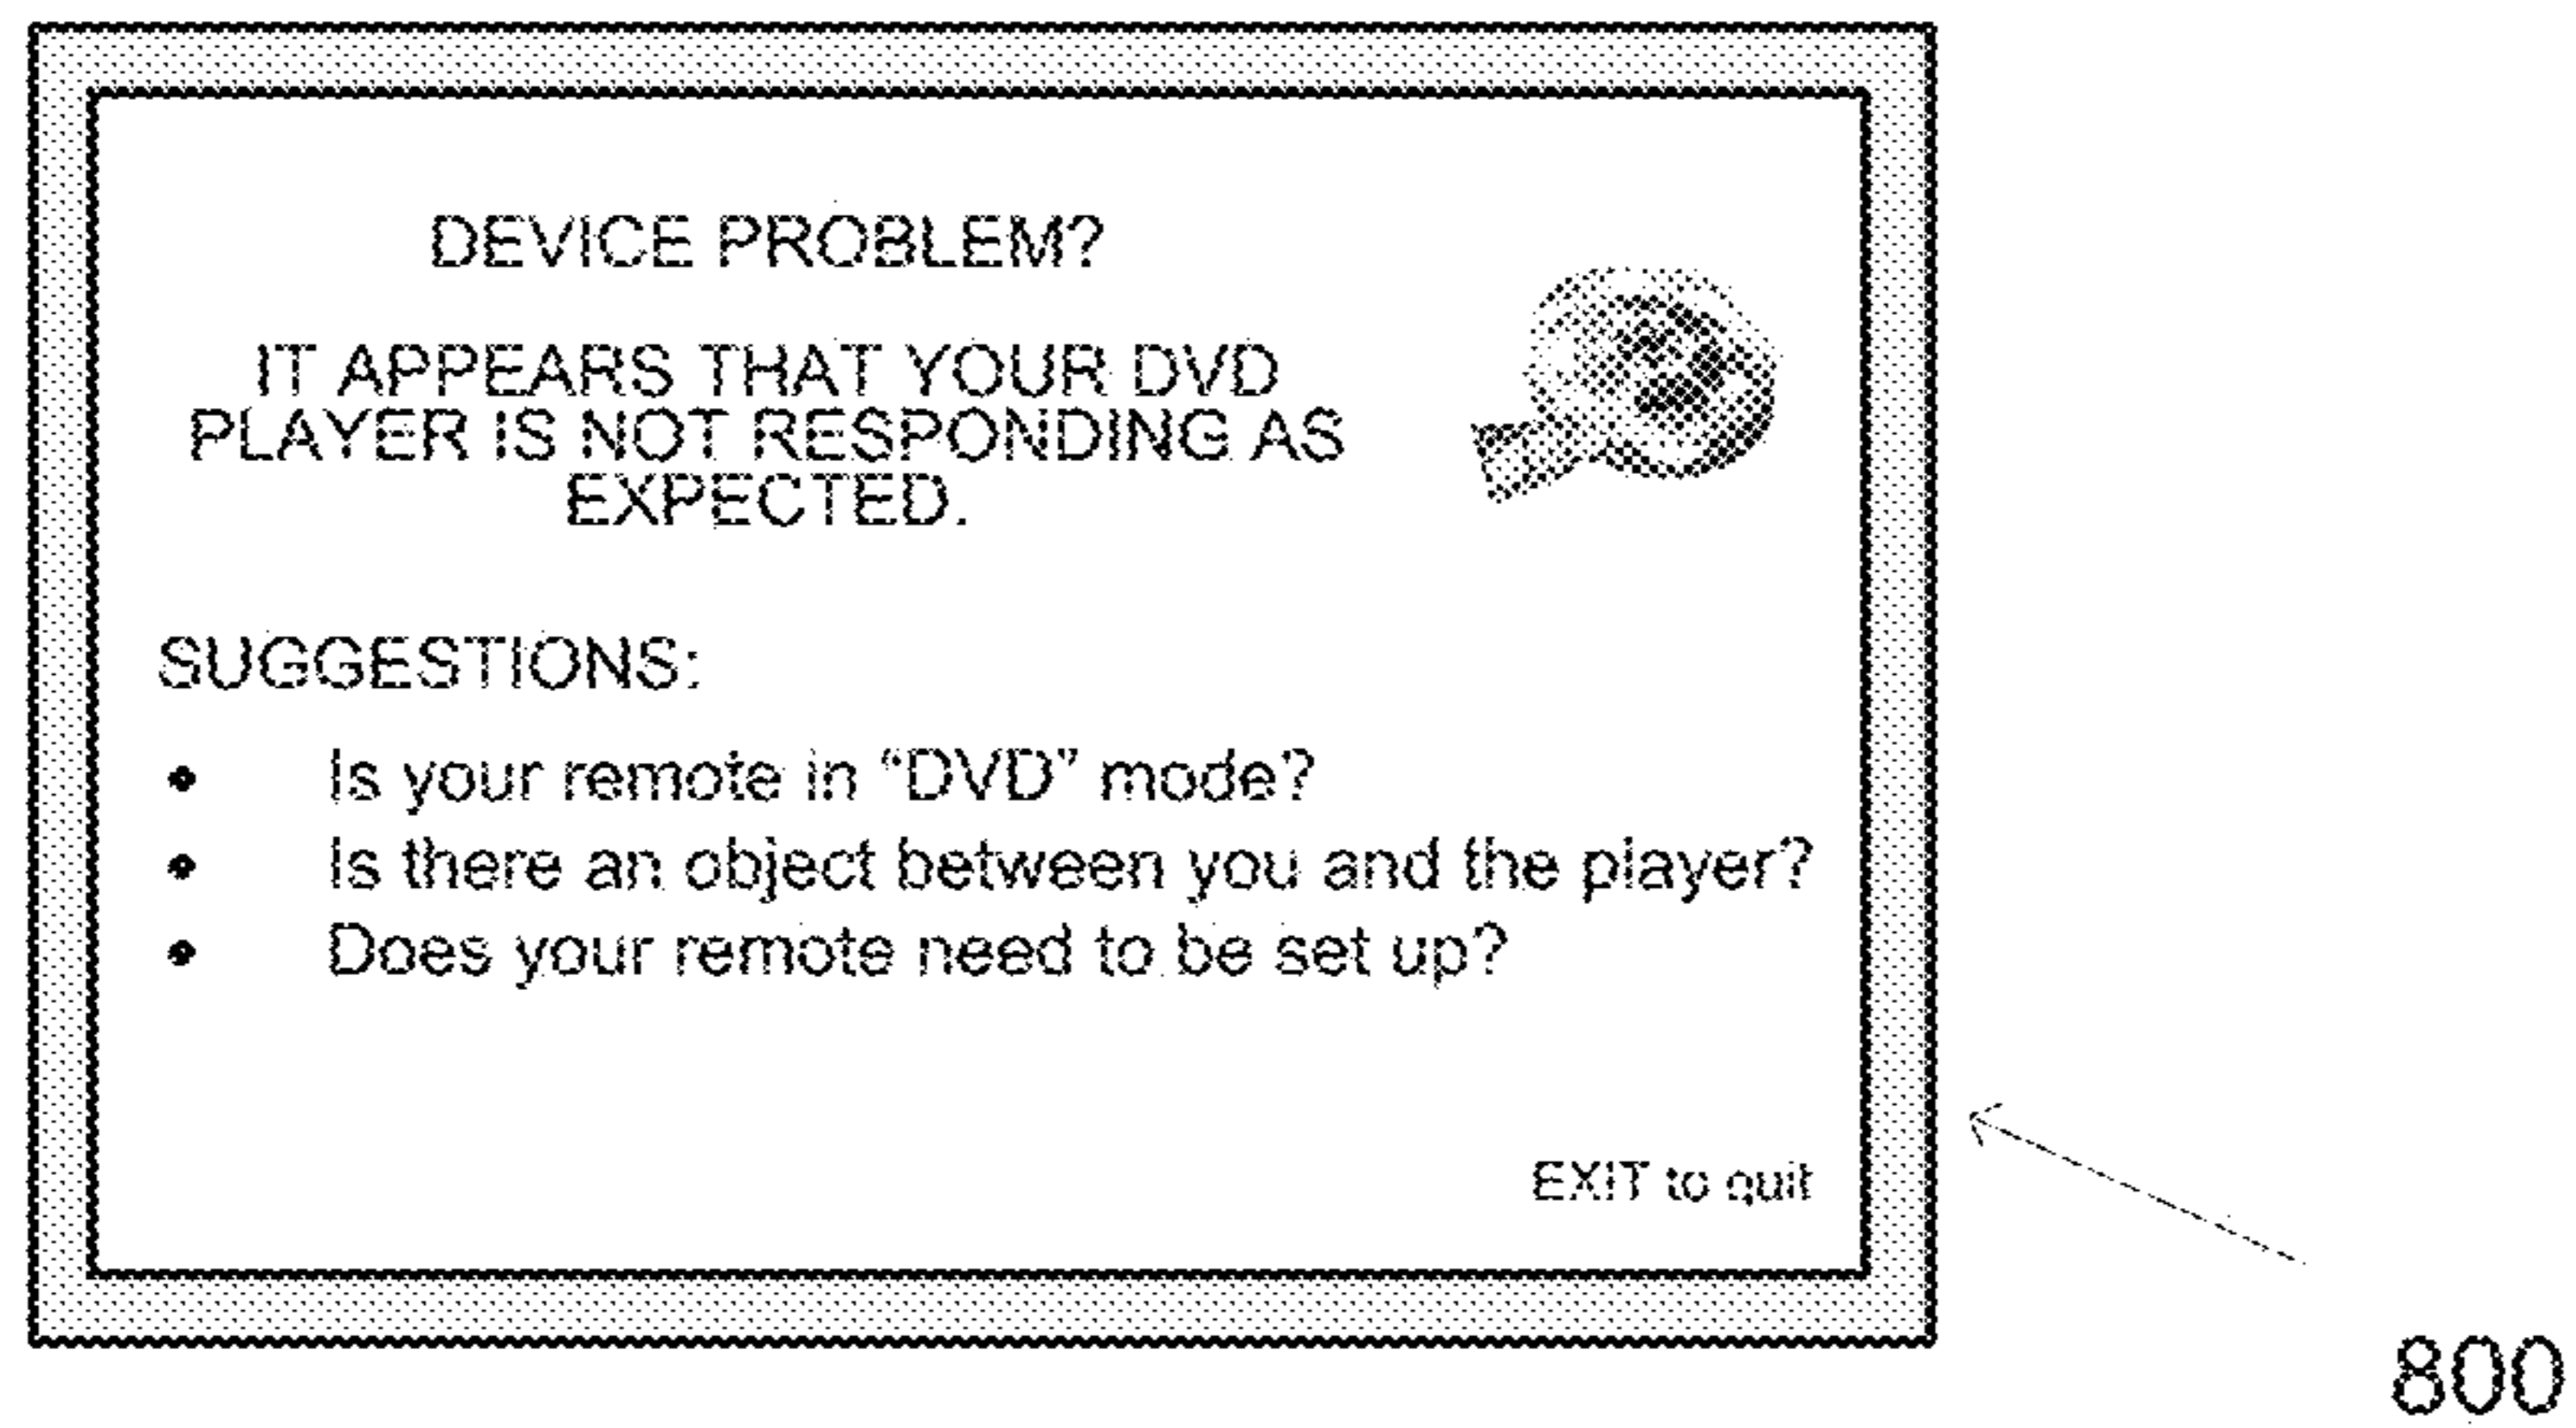 DEVICE PROBLEM?
IT APPEARS THAT YOUR DVD
PLAYER IS NOT RESPONDING AS
EXPECTED.
SUGGESTIONS:
• Is your remote in “DVD” mode?
• Is there an object between you and the player?
• Does your remote need to be set up?
EXIT to quit
800